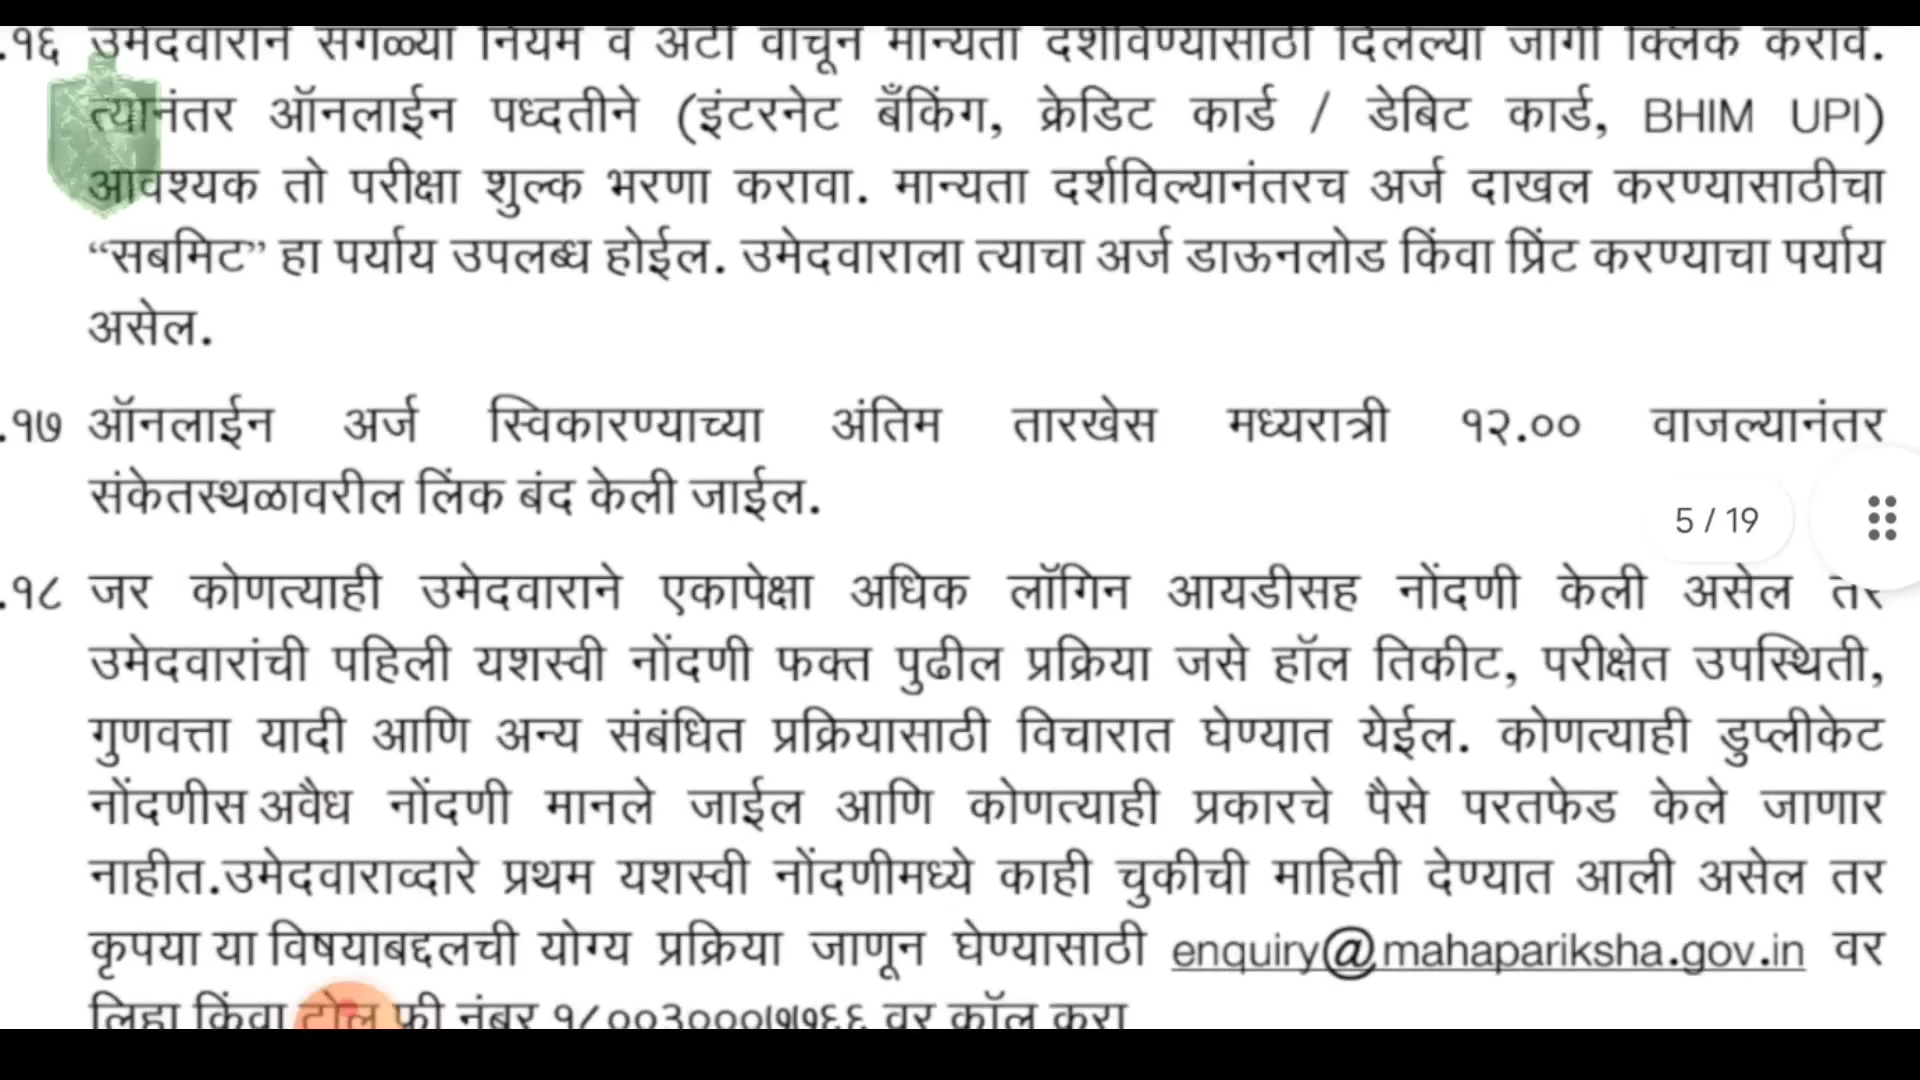 .१६ उमेदवाराने सगळ्या नियम व अटी वाचून मान्यता दर्शविण्यासाठी दिलेल्या जागी क्लिक करावे.
त्यानंतर ऑनलाईन पध्दतीने (इंटरनेट बँकिंग, क्रेडिट कार्ड / डेबिट कार्ड, BHIM UPI)
आवश्यक तो परीक्षा शुल्क भरणा करावा. मान्यता दर्शविल्यानंतरच अर्ज दाखल करण्यासाठीचा
“सबमिट” हा पर्याय उपलब्ध होईल. उमेदवाराला त्याचा अर्ज डाऊनलोड किंवा प्रिंट करण्याचा पर्याय
असेल.
.१७ ऑनलाईन अर्ज स्विकारण्याच्या अंतिम तारखेस मध्यरात्री १२.०० वाजल्यानंतर
संकेतस्थळावरील लिंक बंद केली जाईल.
5 / 19
.१८ जर कोणत्याही उमेदवाराने एकापेक्षा अधिक लॉगिन आयडीसह नोंदणी केली असेल तर
उमेदवारांची पहिली यशस्वी नोंदणी फक्त पुढील प्रक्रिया जसे हॉल तिकीट, परीक्षेत उपस्थिती,
गुणवत्ता यादी आणि अन्य संबंधित प्रक्रियासाठी विचारात घेण्यात येईल. कोणत्याही डुप्लीकेट
नोंदणीस अवैध नोंदणी मानले जाईल आणि कोणत्याही प्रकारचे पैसे परतफेड केले जाणार
नाहीत.उमेदवाराव्दारे प्रथम यशस्वी नोंदणीमध्ये काही चुकीची माहिती देण्यात आली असेल तर
कृपया या विषयाबद्दलची योग्य प्रक्रिया जाणून घेण्यासाठी enquiry@mahapariksha.gov.in वर
लिहा किंवा टोल फ्री नंबर १८००३०००७७६६ वर कॉल करा